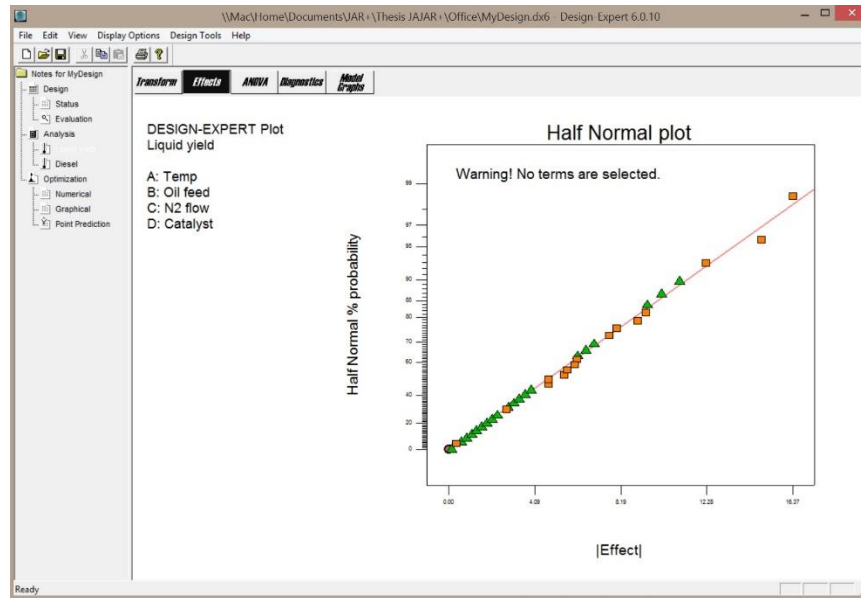 \\Mac\Home\Documents\JAR+\Thesis JAJAR+\Office\MyDesign.dx6 - Design-Expert 6.0.10
File Edit View Display Options Design Tools Help
Notes for MyDesign
Design
Status
Evaluation
Analysis
Liquid yield
Diesel
Optimization
Numerical
Graphical
Point Prediction
Transform Effects ANOVA Diagnostics Model Graphs
DESIGN-EXPERT Plot
Liquid yield
A: Temp
B: Oil feed
C: N2 flow
D: Catalyst
Half Normal plot
Warning! No terms are selected.
Half Normal % probability
99
97
95
90
85
80
70
60
40
20
0
0.00 4.09 8.19 12.28 16.37
|Effect|
Ready